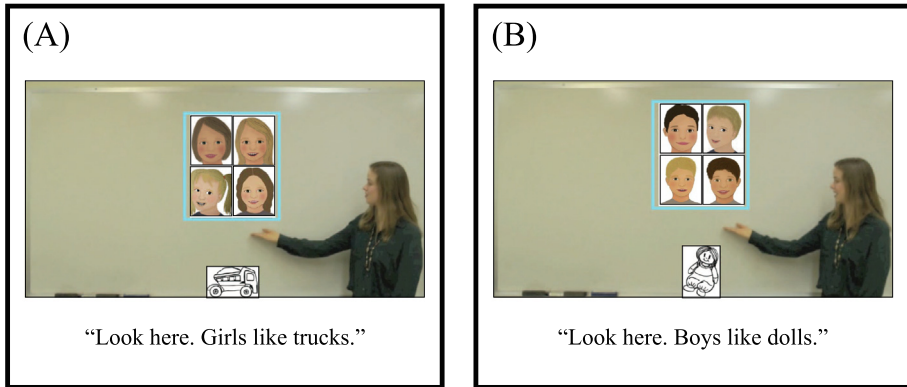 (A)
“Look here. Girls like trucks.”
(B)
“Look here. Boys like dolls.”